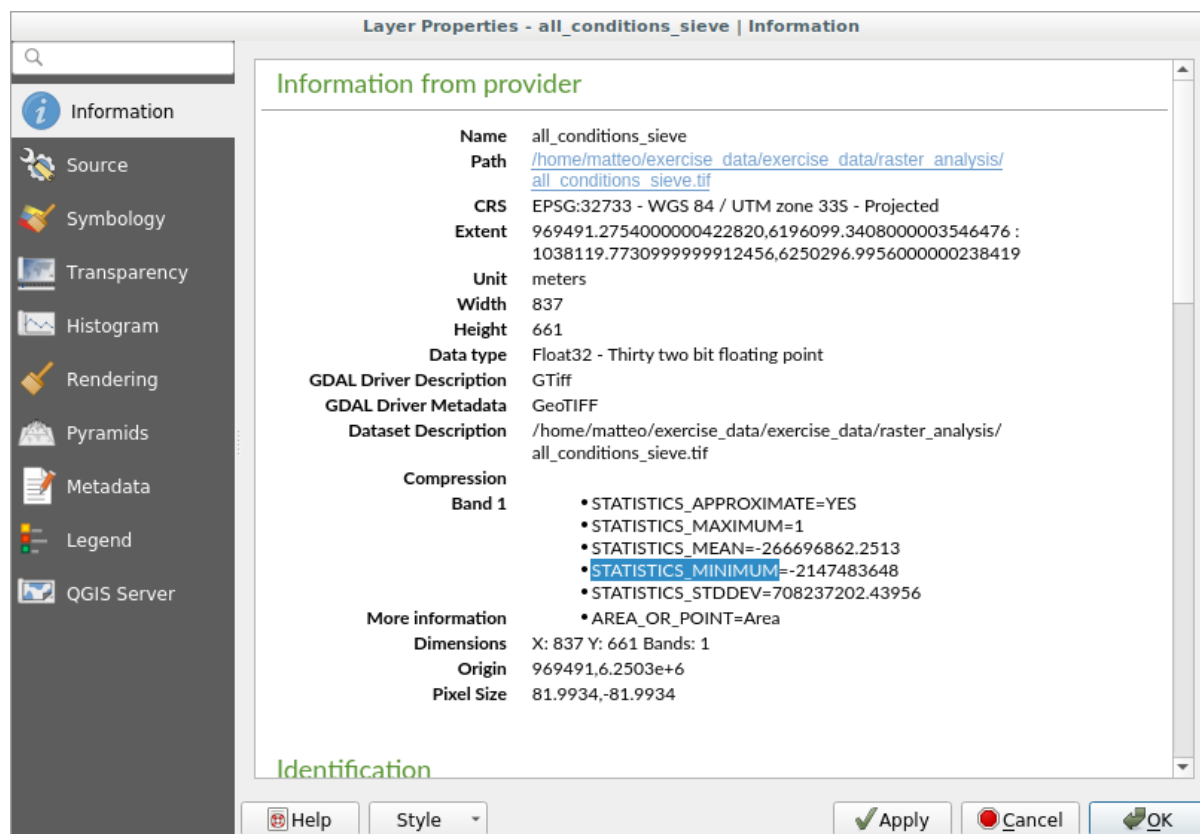 Layer Properties - all_conditions_sieve | Information
Information
Source
Symbology
Transparency
Histogram
Rendering
Pyramids
Metadata
Legend
QGIS Server
Information from provider
Name all_conditions_sieve
Path /home/matteo/exercise_data/exercise_data/raster_analysis/
all_conditions_sieve.tif
CRS EPSG:32733 - WGS 84 / UTM zone 33S - Projected
Extent 969491.2754000000422820,6196099.3408000003546476 :
1038119.7730999999912456,6250296.9956000000238419
Unit meters
Width 837
Height 661
Data type Float32 - Thirty two bit floating point
GDAL Driver Description GTiff
GDAL Driver Metadata GeoTIFF
Dataset Description /home/matteo/exercise_data/exercise_data/raster_analysis/
all_conditions_sieve.tif
Compression
Band 1 • STATISTICS_APPROXIMATE=YES
• STATISTICS_MAXIMUM=1
• STATISTICS_MEAN=-266696862.2513
• STATISTICS_MINIMUM=-2147483648
• STATISTICS_STDDEV=708237202.43956
More information • AREA_OR_POINT=Area
Dimensions X: 837 Y: 661 Bands: 1
Origin 969491,6.2503e+6
Pixel Size 81.9934,-81.9934
Identification
Help Style Apply Cancel OK